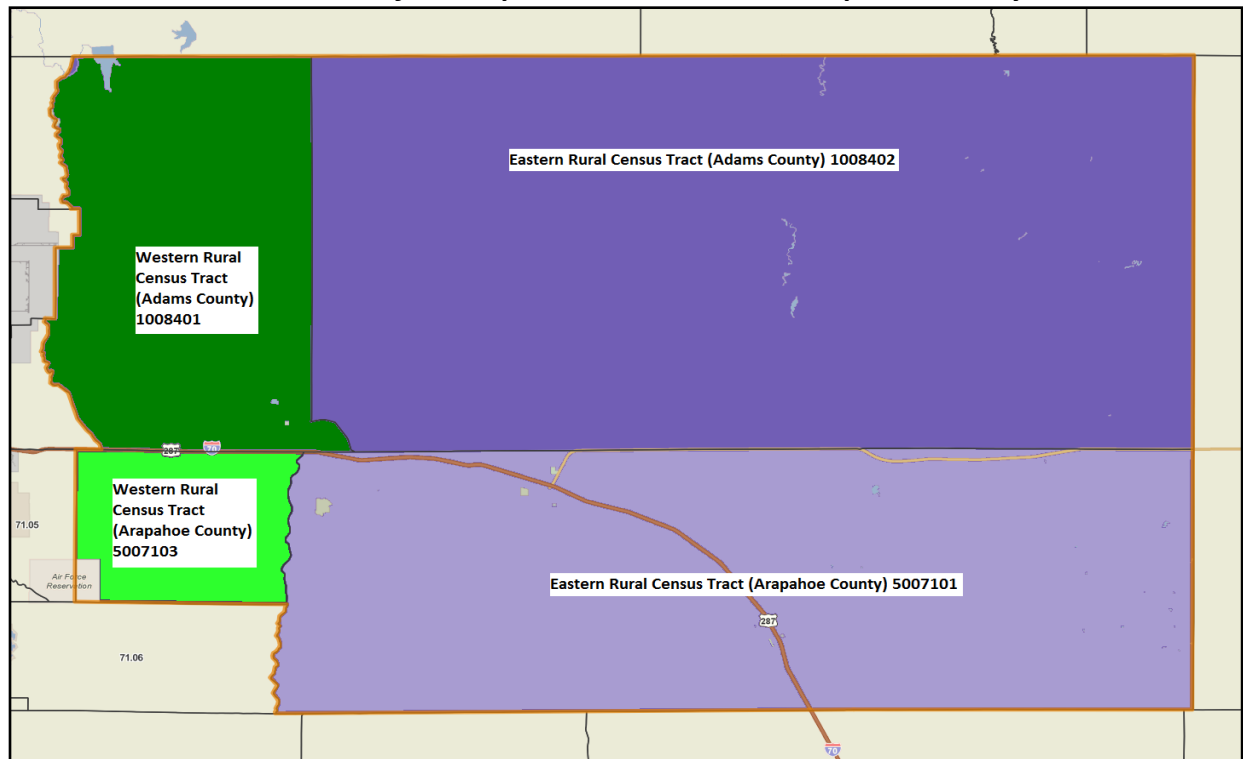 Eastern Rural Census Tract (Adams County) 1008402
Western Rural
Census Tract
(Adams County)
1008401
287
Western Rural
Census Tract
(Arapahoe County)
5007103
71.05
Air Force
Reservation
Eastern Rural Census Tract (Arapahoe County) 5007101
287
71.06
70